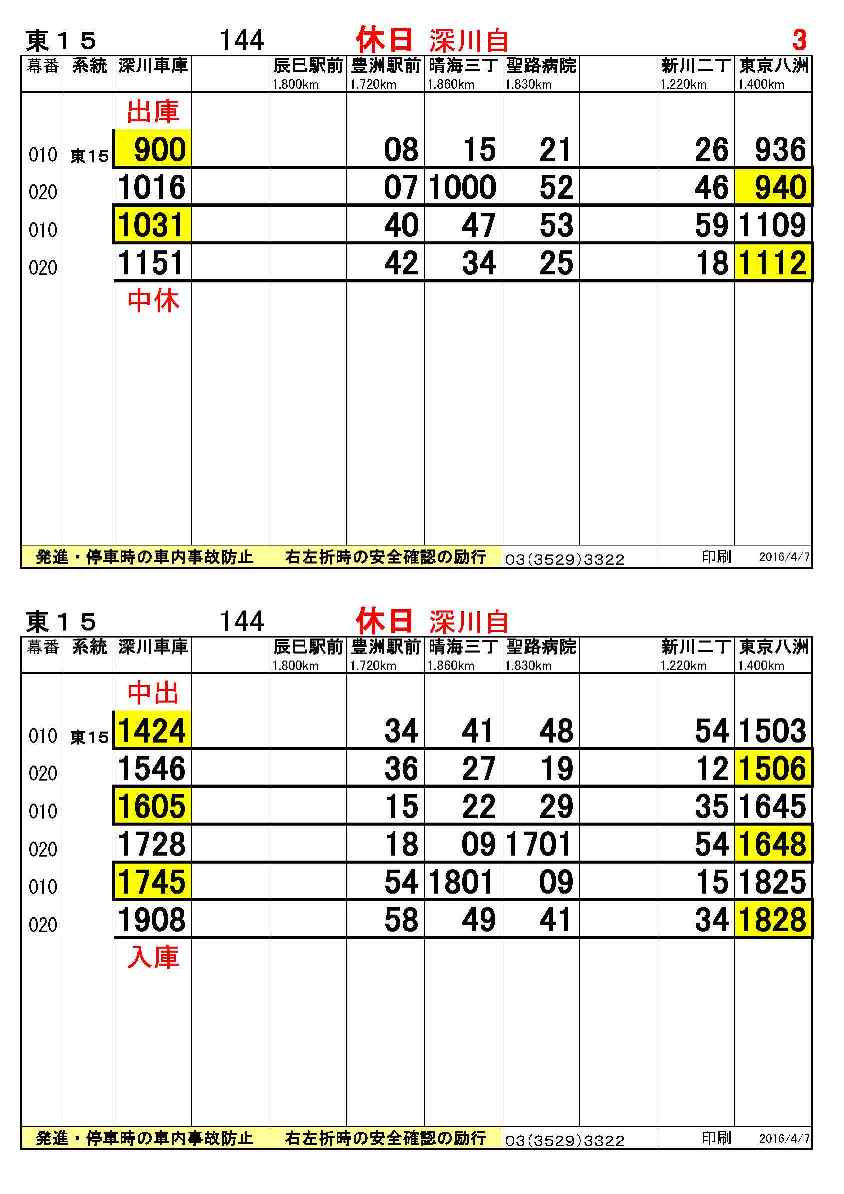 東１５ 144 休日 深川自 3
幕番 系統 深川車庫 辰巳駅前 豊洲駅前 晴海三丁 聖路病院 新川二丁 東京八洲
1.800km 1.720km 1.860km 1.830km 1.220km 1.400km
出庫
010 東15 900 08 15 21 26 936
020 1016 07 1000 52 46 940
010 1031 40 47 53 59 1109
020 1151 42 34 25 18 1112
中休
発進・停車時の車内事故防止 右左折時の安全確認の励行 03(3529)3322 印刷 2016/4/7
東１５ 144 休日 深川自
幕番 系統 深川車庫 辰巳駅前 豊洲駅前 晴海三丁 聖路病院 新川二丁 東京八洲
1.800km 1.720km 1.860km 1.830km 1.220km 1.400km
中出
010 東15 1424 34 41 48 54 1503
020 1546 36 27 19 12 1506
010 1605 15 22 29 35 1645
020 1728 18 09 1701 54 1648
010 1745 54 1801 09 15 1825
020 1908 58 49 41 34 1828
入庫
発進・停車時の車内事故防止 右左折時の安全確認の励行 03(3529)3322 印刷 2016/4/7